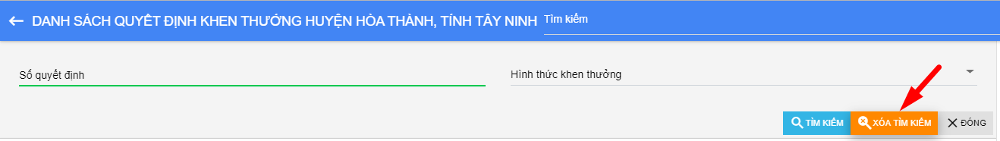 DANH SÁCH QUYẾT ĐỊNH KHEN THƯỞNG HUYỆN HÒA THÀNH, TỈNH TÂY NINH
Tìm kiếm
Số quyết định
Hình thức khen thưởng
TÌM KIẾM
XÓA TÌM KIẾM
ĐÓNG